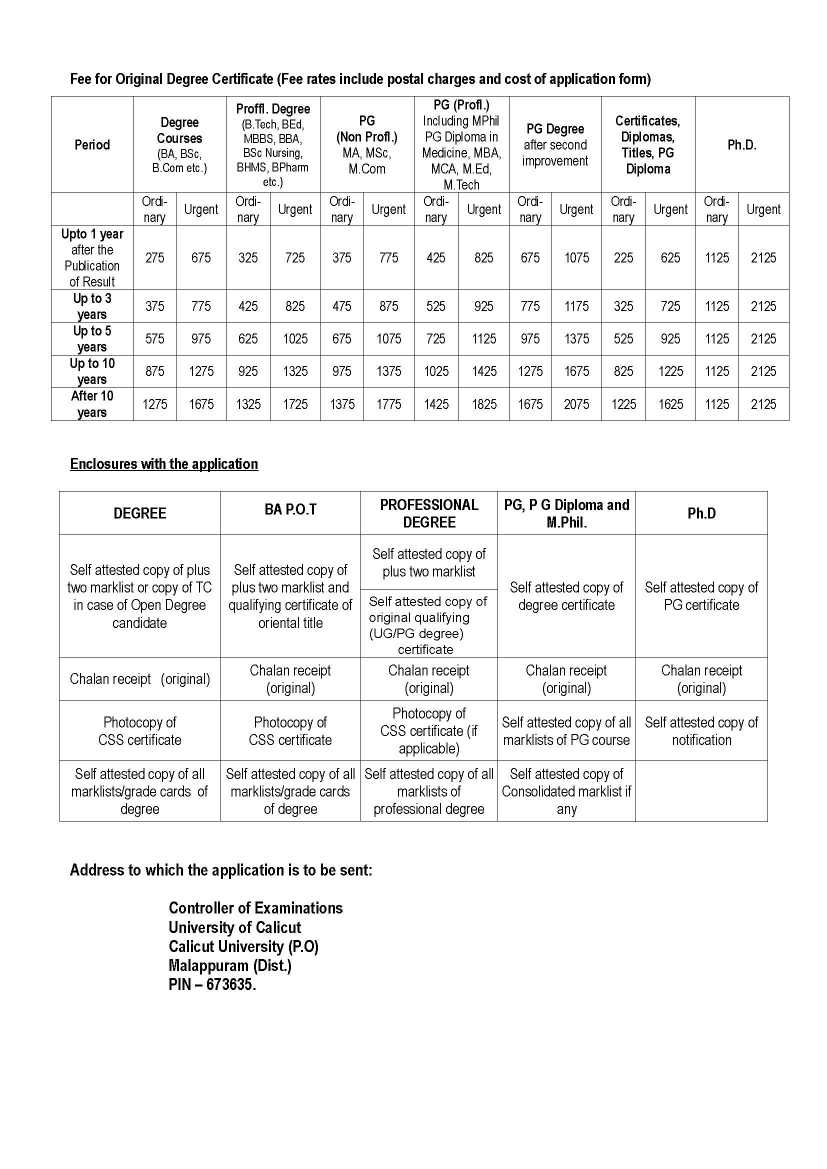 Fee for Original Degree Certificate (Fee rates include postal charges and cost of application form)
Period
Degree
Courses
(BA, BSc,
B.Com etc.)
Proffl. Degree
(B.Tech, BEd,
MBBS, BBA,
BSc Nursing,
BHMS, BPharm
etc.)
PG
(Non Profl.)
MA, MSc,
M.Com
PG (Profl.)
Including MPhil
PG Diploma in
Medicine, MBA,
MCA, M.Ed,
M.Tech
PG Degree
after second
improvement
Certificates,
Diplomas,
Titles, PG
Diploma
Ph.D.
Ordi-
nary
Urgent
Ordi-
nary
Urgent
Ordi-
nary
Urgent
Ordi-
nary
Urgent
Ordi-
nary
Urgent
Ordi-
nary
Urgent
Ordi-
nary
Urgent
Upto 1 year
after the
Publication
of Result
275 675 325 725 375 775 425 825 675 1075 225 625 1125 2125
Up to 3
years
375 775 425 825 475 875 525 925 775 1175 325 725 1125 2125
Up to 5
years
575 975 625 1025 675 1075 725 1125 975 1375 525 925 1125 2125
Up to 10
years
875 1275 925 1325 975 1375 1025 1425 1275 1675 825 1225 1125 2125
After 10
years
1275 1675 1325 1725 1375 1775 1425 1825 1675 2075 1225 1625 1125 2125
Enclosures with the application
DEGREE
BA P.O.T
PROFESSIONAL
DEGREE
PG, P G Diploma and
M.Phil.
Ph.D
Self attested copy of plus
two marklist or copy of TC
in case of Open Degree
candidate
Self attested copy of
plus two marklist and
qualifying certificate of
oriental title
Self attested copy of
plus two marklist
Self attested copy of
original qualifying
(UG/PG degree)
certificate
Self attested copy of
degree certificate
Self attested copy of
PG certificate
Chalan receipt (original)
Chalan receipt
(original)
Chalan receipt
(original)
Chalan receipt
(original)
Chalan receipt
(original)
Photocopy of
CSS certificate
Photocopy of
CSS certificate
Photocopy of
CSS certificate (if
applicable)
Self attested copy of all
marklists of PG course
Self attested copy of
notification
Self attested copy of all
marklists/grade cards of
degree
Self attested copy of all
marklists/grade cards
of degree
Self attested copy of all
marklists of
professional degree
Self attested copy of
Consolidated marklist if
any
Address to which the application is to be sent:
Controller of Examinations
University of Calicut
Calicut University (P.O)
Malappuram (Dist.)
PIN – 673635.